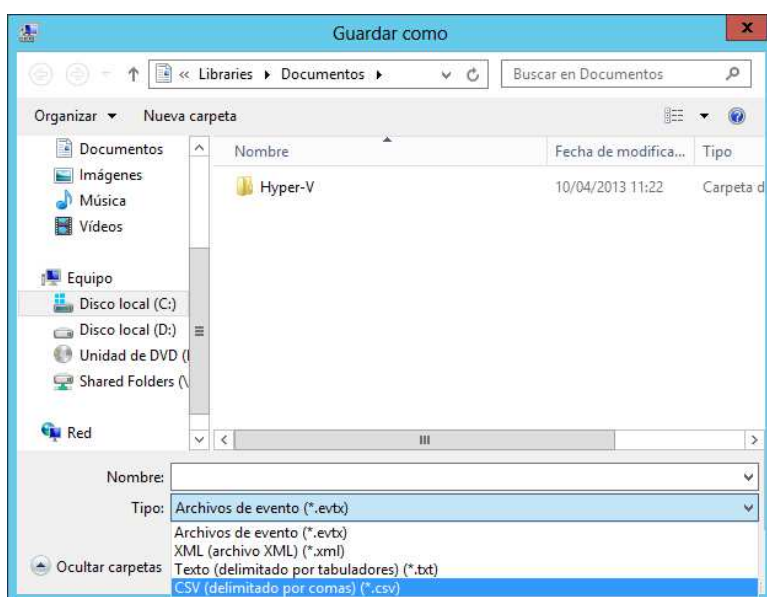 Guardar como
x
« Libraries ▸ Documentos ▸
Buscar en Documentos
Organizar
Nueva carpeta
Nombre
Fecha de modifica...
Tipo
Documentos
Imágenes
Música
Vídeos
Hyper-V
10/04/2013 11:22
Carpeta d
Equipo
Disco local (C:)
Disco local (D:)
Unidad de DVD (
Shared Folders (\
Red
Nombre:
Tipo: Archivos de evento (*.evtx)
Archivos de evento (*.evtx)
XML (archivo XML) (*.xml)
Texto (delimitado por tabuladores) (*.txt)
CSV (delimitado por comas) (*.csv)
Ocultar carpetas